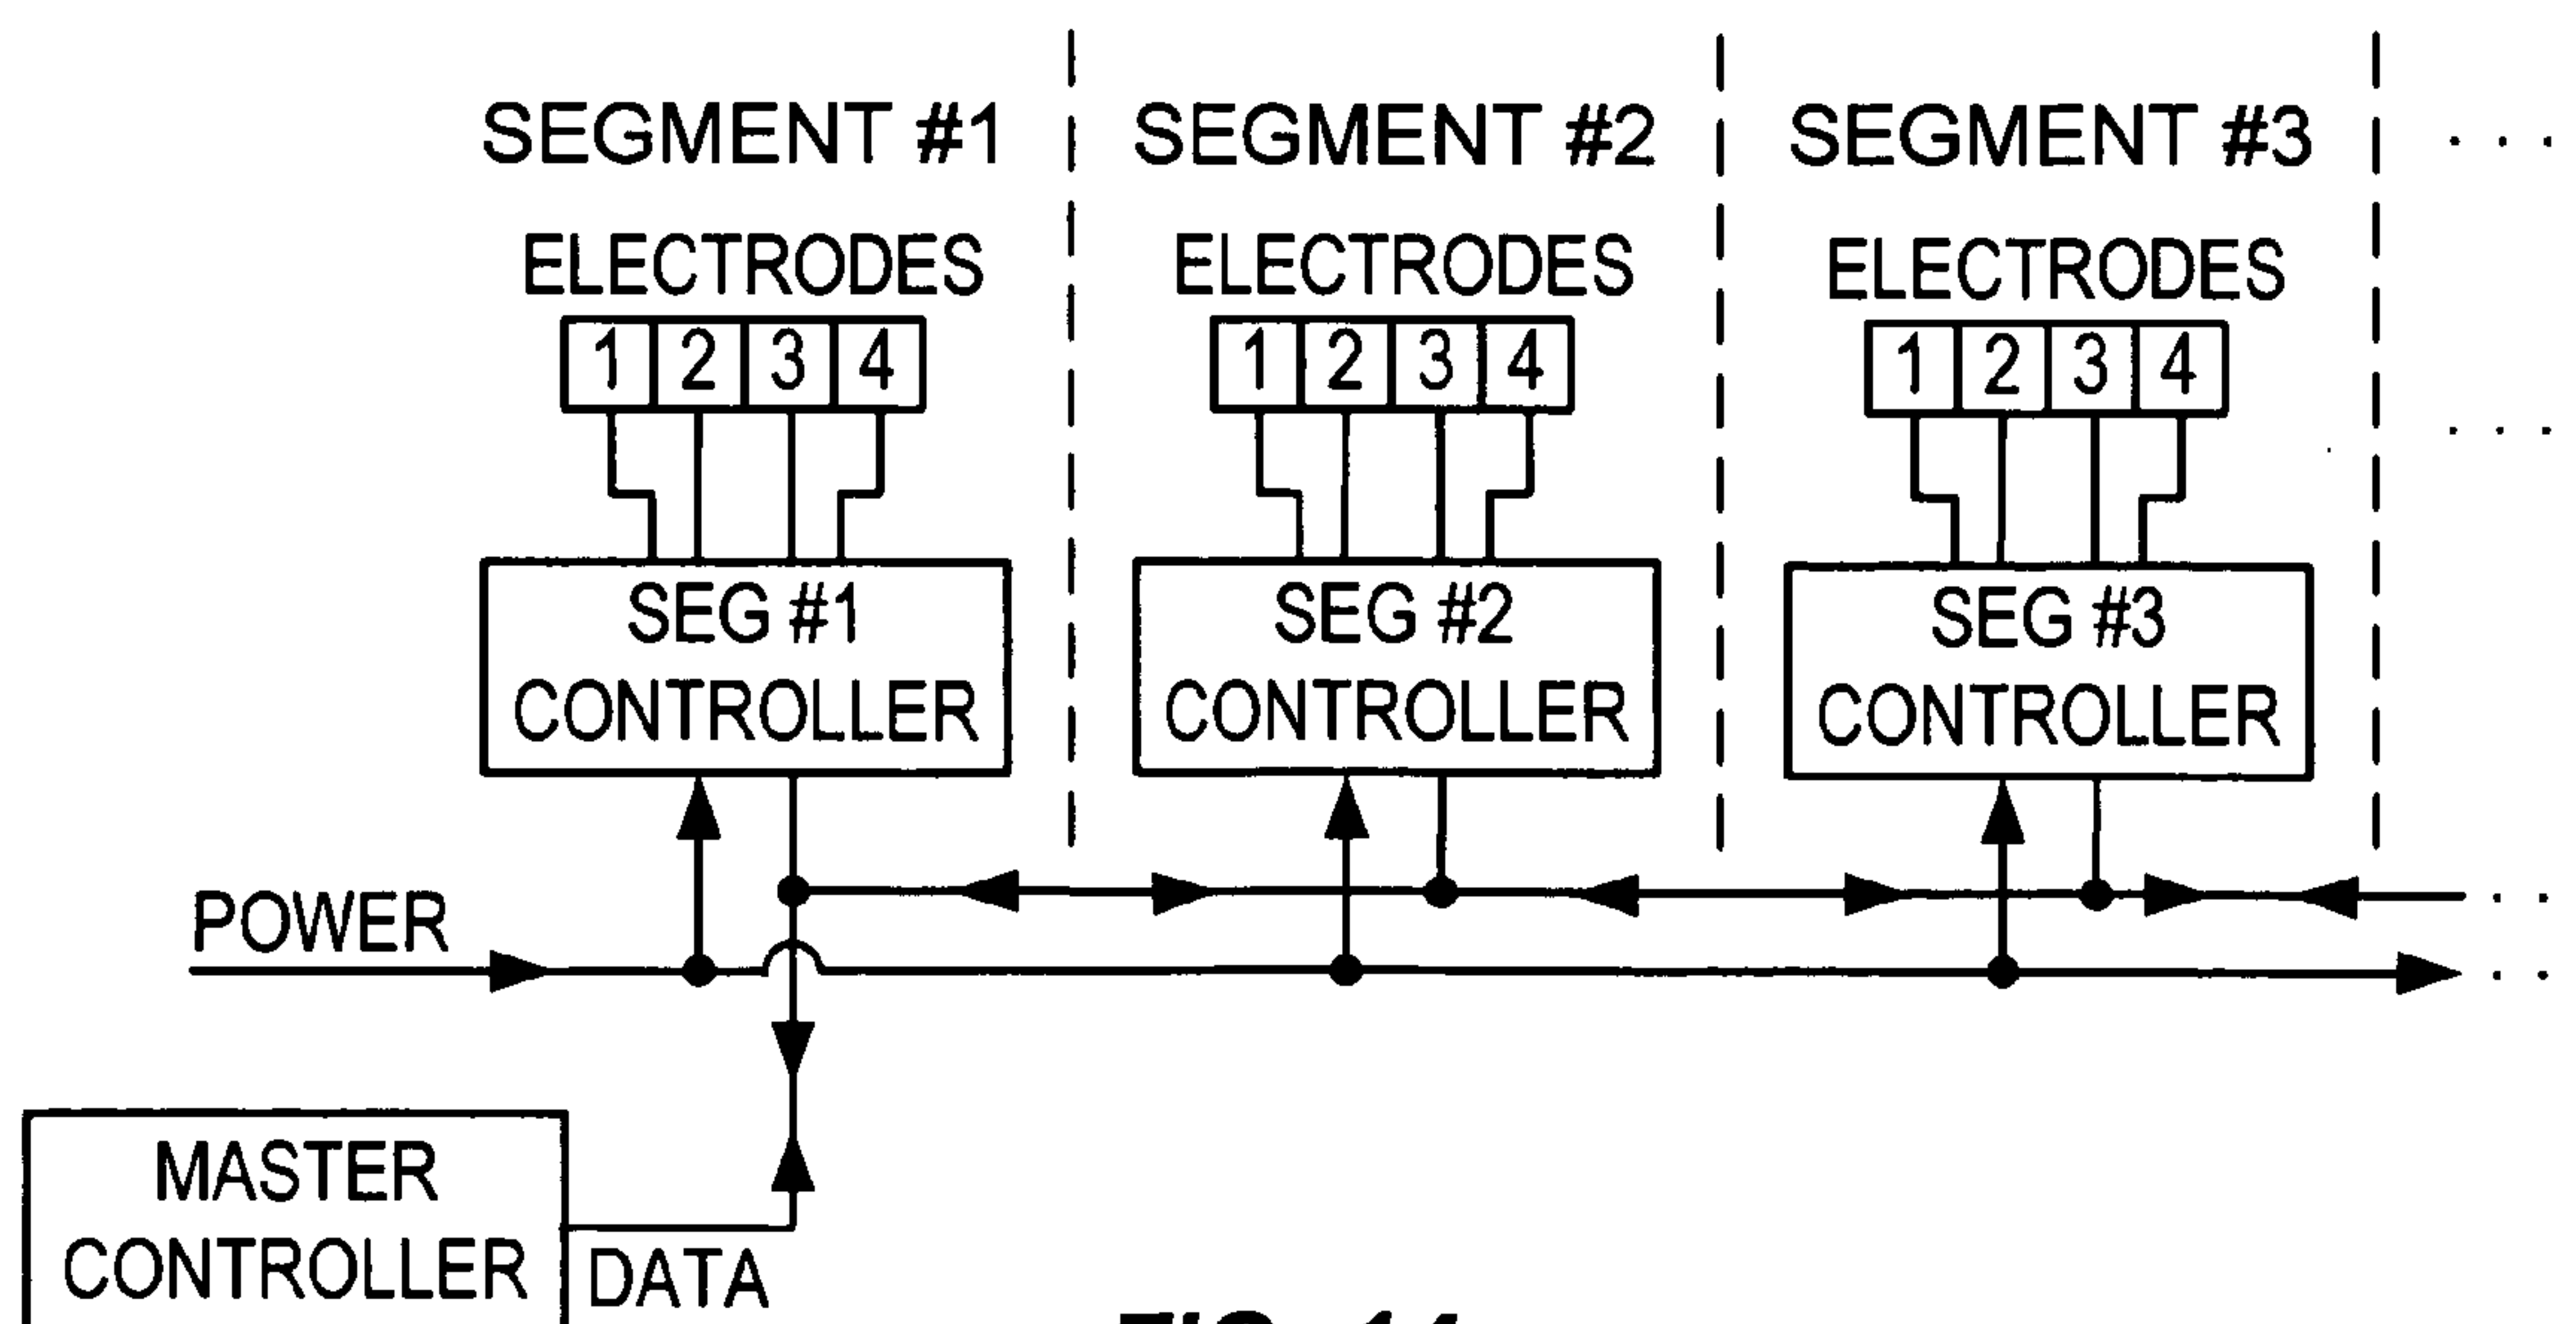 SEGMENT #1 SEGMENT #2 SEGMENT #3 . . .
ELECTRODES ELECTRODES ELECTRODES
1 2 3 4 1 2 3 4 1 2 3 4 . . .
SEG #1 SEG #2 SEG #3
CONTROLLER CONTROLLER CONTROLLER
POWER
MASTER
CONTROLLER
DATA